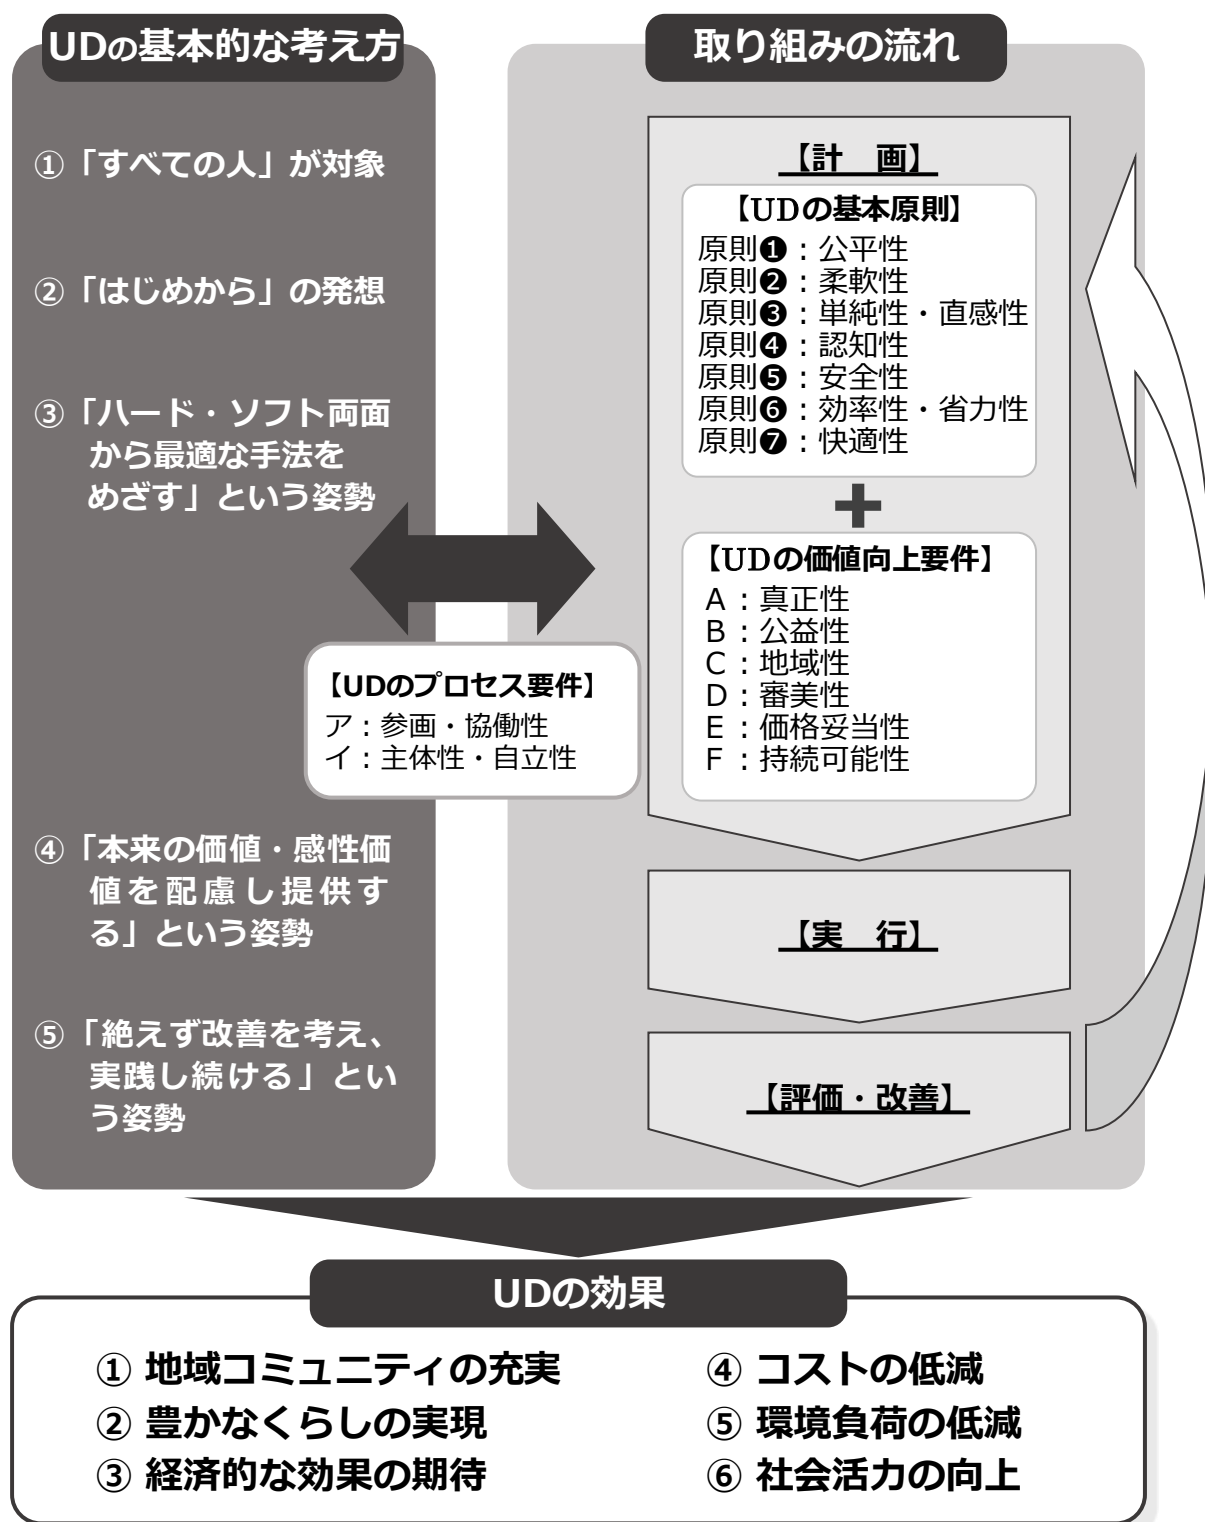 UDの基本的な考え方
①「すべての人」が対象
②「はじめから」の発想
③「ハード・ソフト両面
から最適な手法を
めざす」という姿勢
④「本来の価値・感性価
値を配慮し提供す
る」という姿勢
⑤「絶えず改善を考え、
実践し続ける」とい
う姿勢
【UDのプロセス要件】
ア：参画・協働性
イ：主体性・自立性
取り組みの流れ
【計　画】
【UDの基本原則】
原則❶：公平性
原則❷：柔軟性
原則❸：単純性・直感性
原則❹：認知性
原則❺：安全性
原則❻：効率性・省力性
原則❼：快適性
+
【UDの価値向上要件】
A：真正性
B：公益性
C：地域性
D：審美性
E：価格妥当性
F：持続可能性
【実　行】
【評価・改善】
UDの効果
① 地域コミュニティの充実
② 豊かなくらしの実現
③ 経済的な効果の期待
④ コストの低減
⑤ 環境負荷の低減
⑥ 社会活力の向上